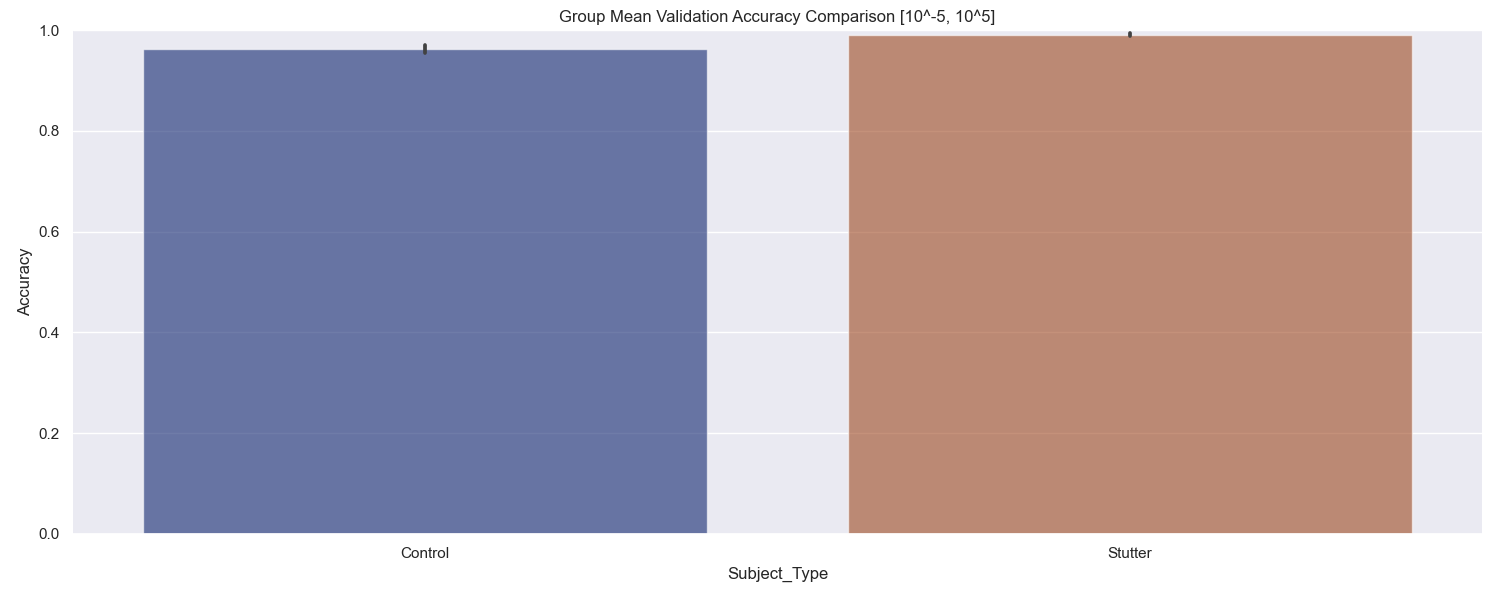 Group Mean Validation Accuracy Comparison [10^-5, 10^5]
1.0
0.8
0.6
0.4
0.2
0.0
Accuracy
Control
Stutter
Subject_Type